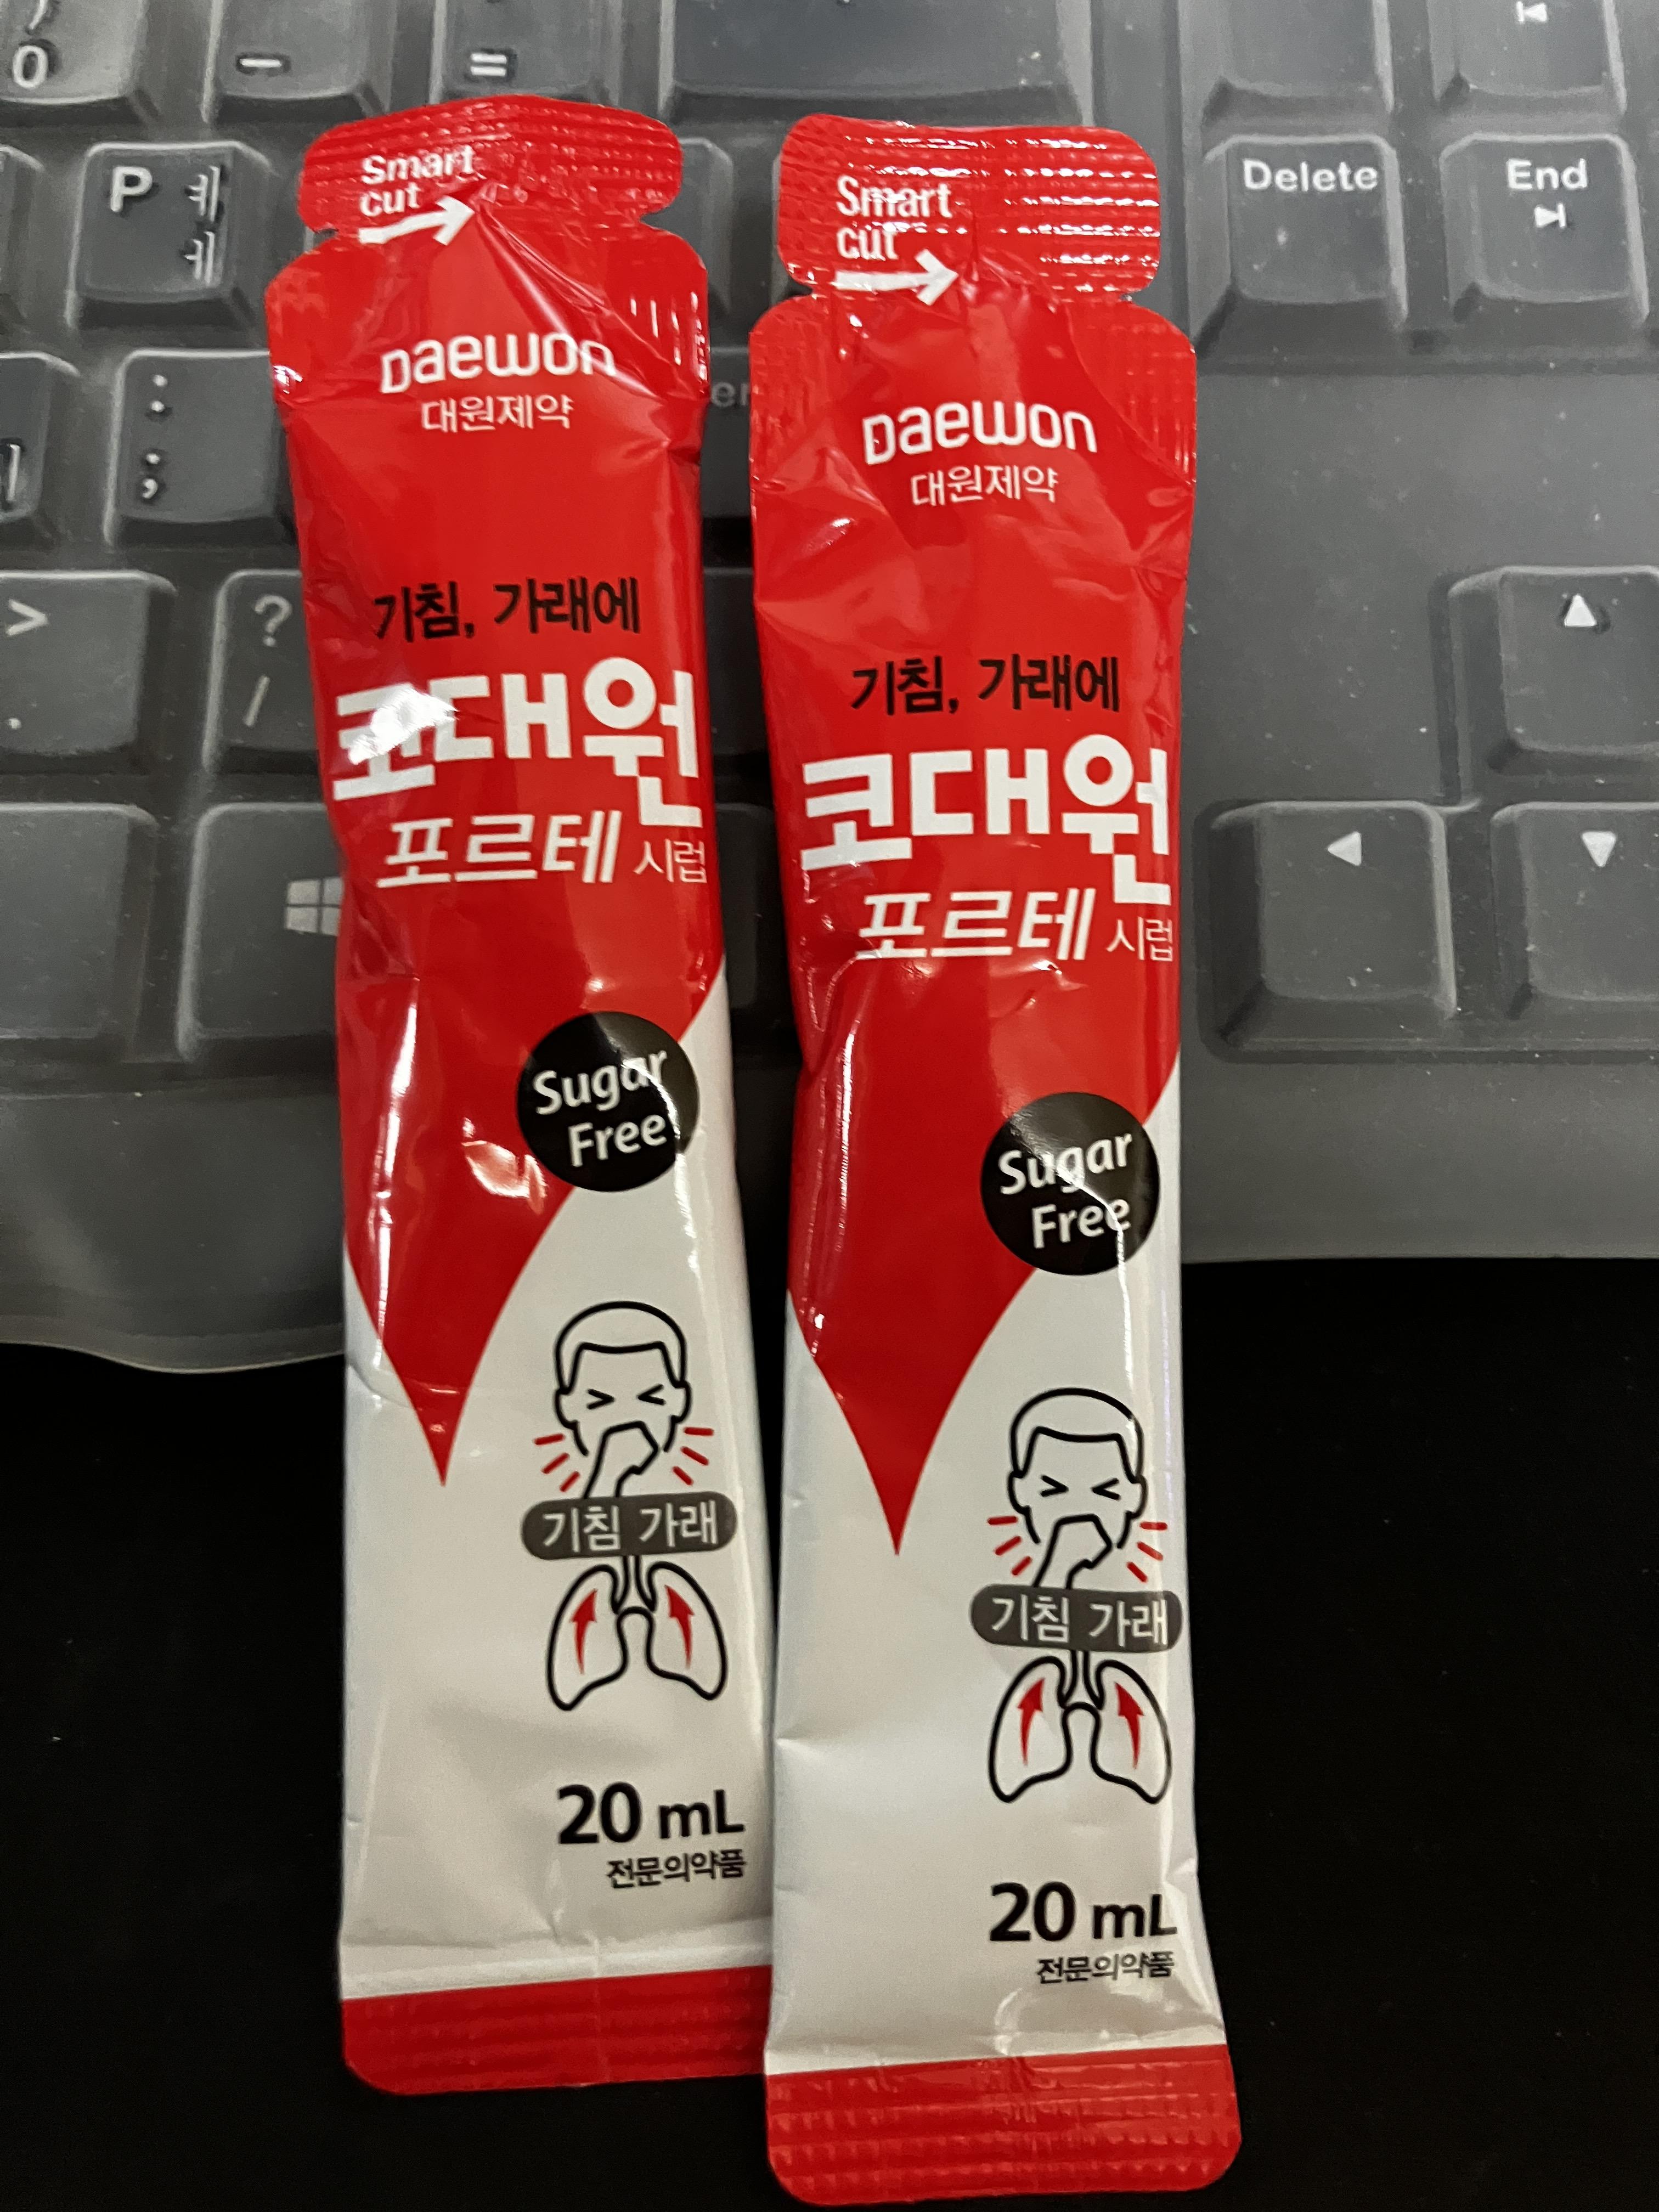 0
-
=
P ㅖ
ㅔ
:
;
>
.
?
/
Delete
End
Smart
cut
Daewon
대원제약
기침, 가래에
코대원
포르테 시럽
Sugar
Free
기침 가래
20 mL
전문의약품
Smart
cut
Daewon
대원제약
기침, 가래에
코대원
포르테 시럽
Sugar
Free
기침 가래
20 mL
전문의약품